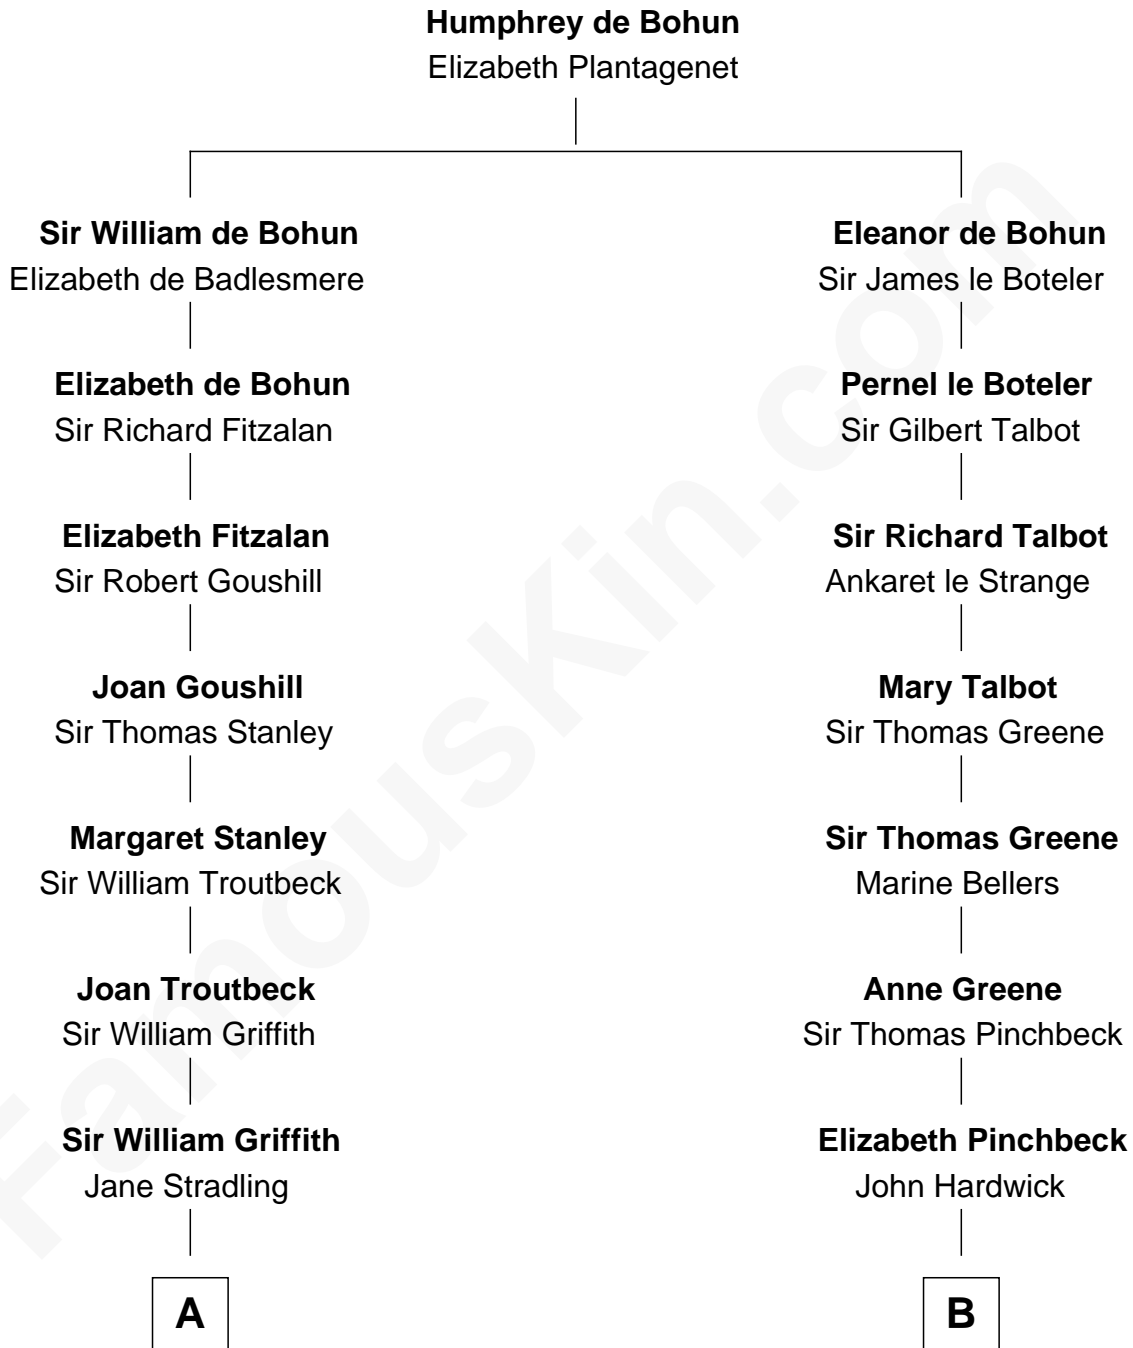 Humphrey de Bohun
Elizabeth Plantagenet
Sir William de Bohun
Elizabeth de Badlesmere
Eleanor de Bohun
Sir James le Boteler
Elizabeth de Bohun
Sir Richard Fitzalan
Pernel le Boteler
Sir Gilbert Talbot
Elizabeth Fitzalan
Sir Robert Goushill
Sir Richard Talbot
Ankaret le Strange
Joan Goushill
Sir Thomas Stanley
Mary Talbot
Sir Thomas Greene
Margaret Stanley
Sir William Troutbeck
Sir Thomas Greene
Marine Bellers
Joan Troutbeck
Sir William Griffith
Anne Greene
Sir Thomas Pinchbeck
Sir William Griffith
Jane Stradling
Elizabeth Pinchbeck
John Hardwick
A
B
FamousKin.com